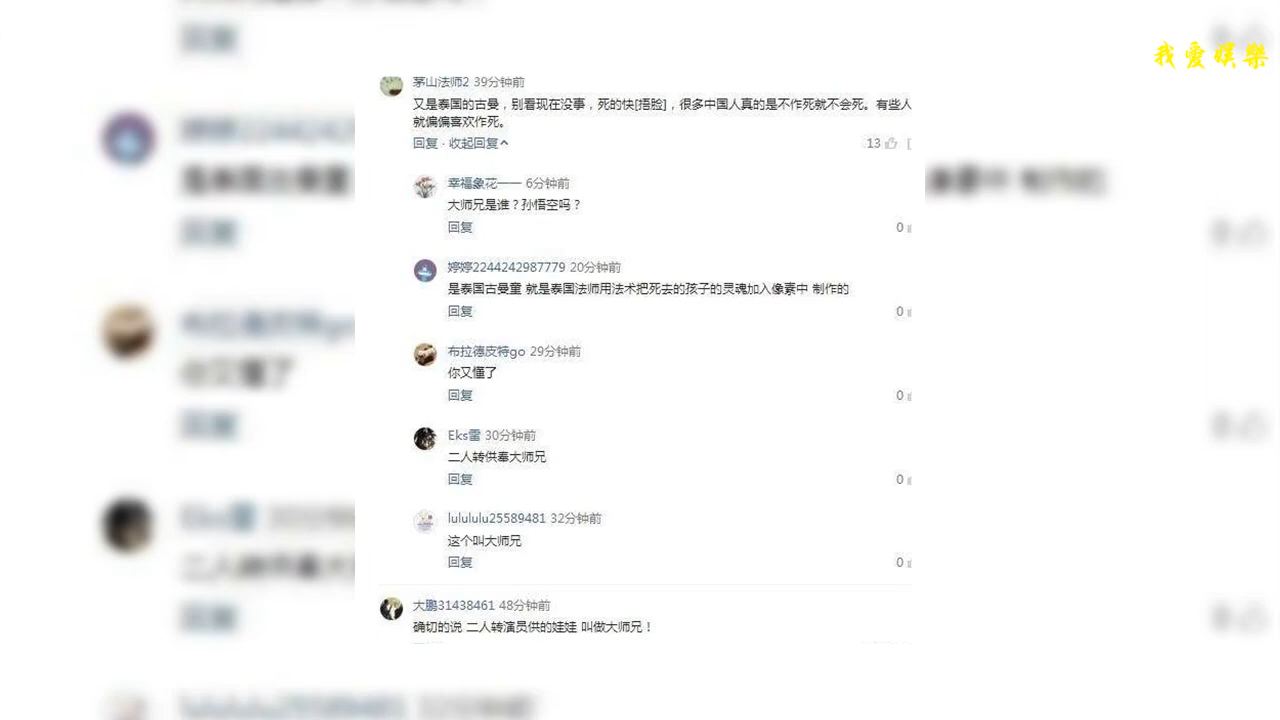 我爱娱乐
茅山法师2 39分钟前
又是泰国的古曼，别看现在没事，死的快[捂脸]，很多中国人真的是不作死就不会死。有些人
就偏偏喜欢作死。
回复 · 收起回复
13
幸福象花一一 6分钟前
大师兄是谁？孙悟空吗？
回复
0
婷婷2244242987779 20分钟前
是泰国古曼童 就是泰国法师用法术把死去的孩子的灵魂加入像素中 制作的
回复
0
布拉德皮特go 29分钟前
你又懂了
回复
0
Eks雷 30分钟前
二人转供奉大师兄
回复
0
lulululu25589481 32分钟前
这个叫大师兄
回复
0
大鹏31438461 48分钟前
确切的说 二人转演员供的娃娃 叫做大师兄！